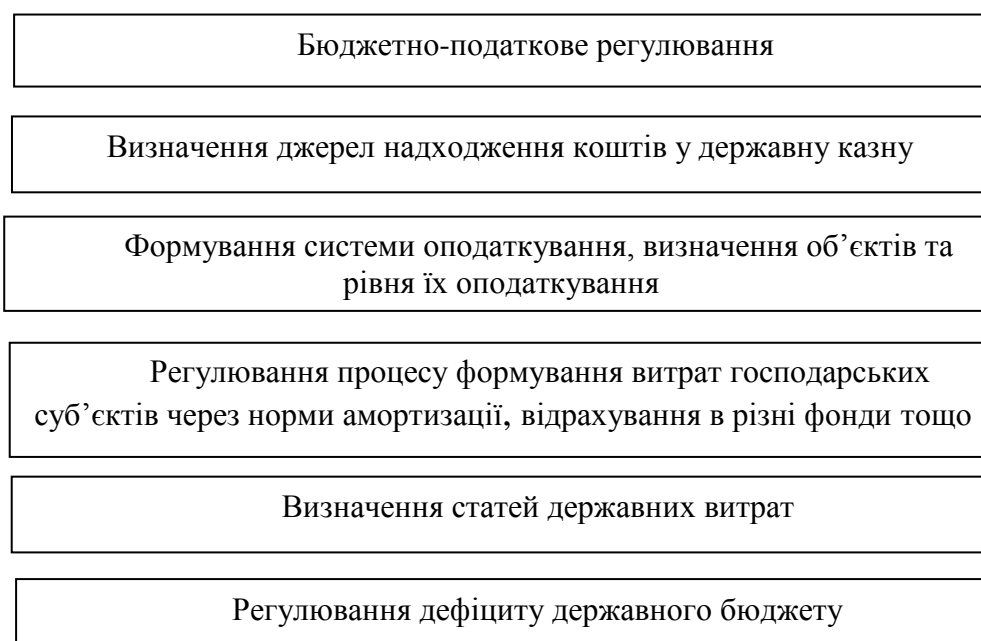 Бюджетно-податкове регулювання
Визначення джерел надходження коштів у державну казну
Формування системи оподаткування, визначення об’єктів та
рівня їх оподаткування
Регулювання процесу формування витрат господарських
суб’єктів через норми амортизації, відрахування в різні фонди тощо
Визначення статей державних витрат
Регулювання дефіциту державного бюджету